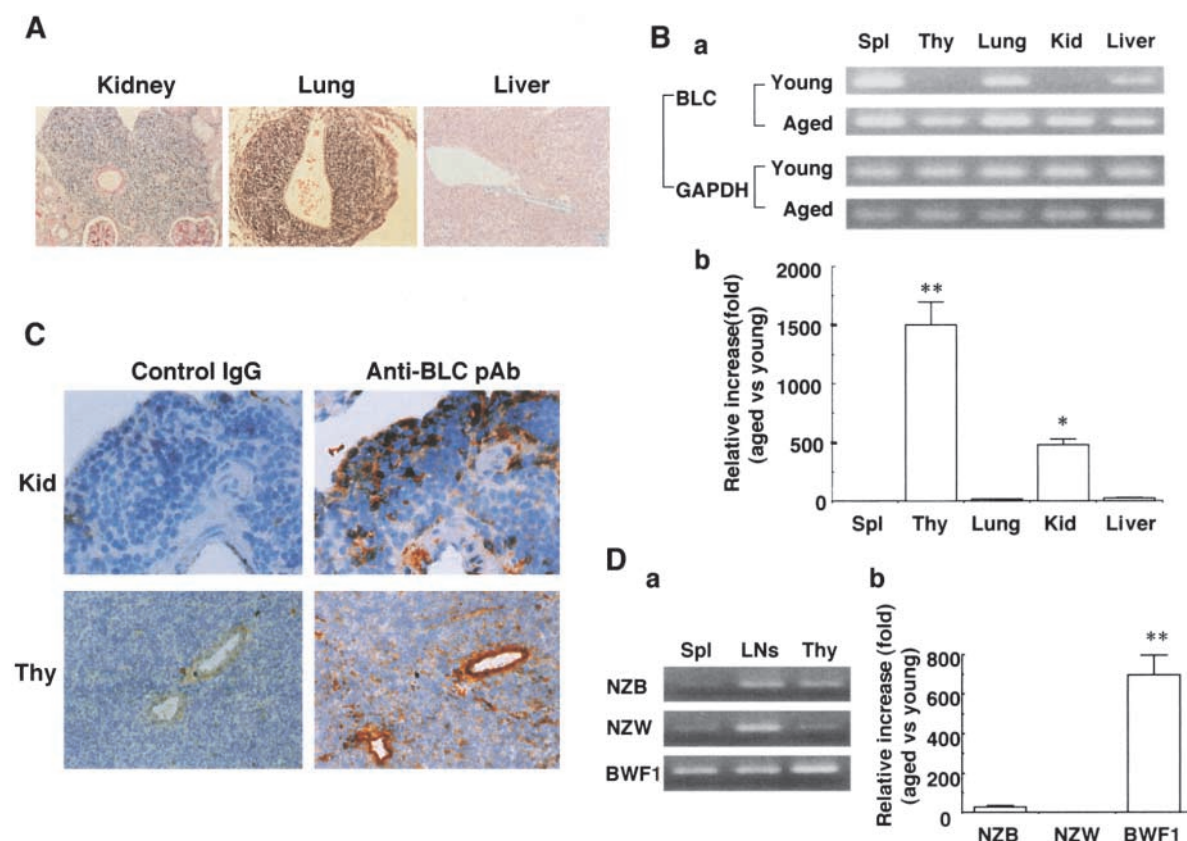 A
Kidney Lung Liver
B a
Spl Thy Lung Kid Liver
BLC
Young
Aged
GAPDH
Young
Aged
b
Relative increase(fold)
(aged vs young)
2000
1500
1000
500
0
**
*
Spl Thy Lung Kid Liver
C
Control IgG Anti-BLC pAb
Kid
Thy
D
a
Spl LNs Thy
NZB
NZW
BWF1
b
Relative increase (fold)
(aged vs young)
800
600
400
200
0
**
NZB NZW BWF1